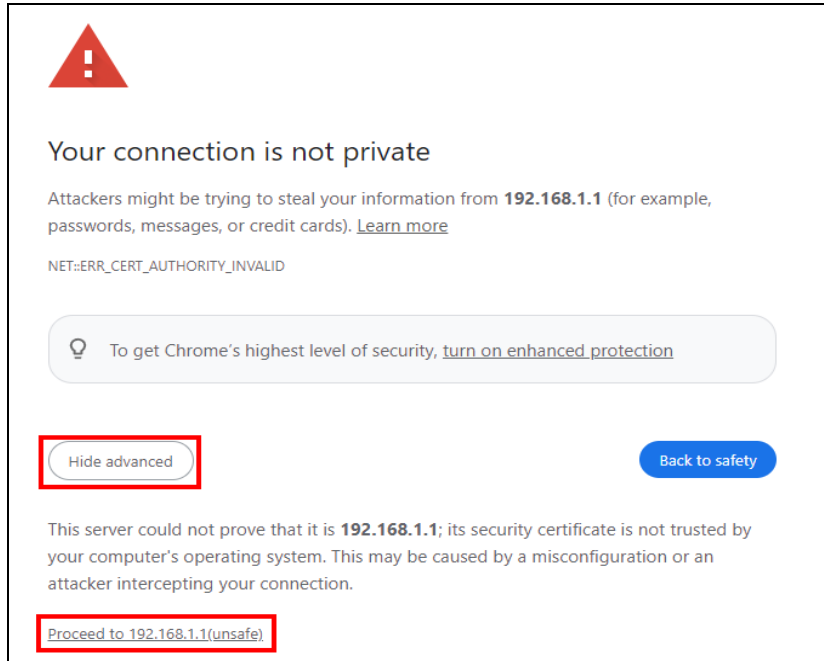 Your connection is not private
Attackers might be trying to steal your information from 192.168.1.1 (for example,
passwords, messages, or credit cards). Learn more
NET::ERR_CERT_AUTHORITY_INVALID
To get Chrome's highest level of security, turn on enhanced protection
Hide advanced
Back to safety
This server could not prove that it is 192.168.1.1; its security certificate is not trusted by
your computer's operating system. This may be caused by a misconfiguration or an
attacker intercepting your connection.
Proceed to 192.168.1.1(unsafe)